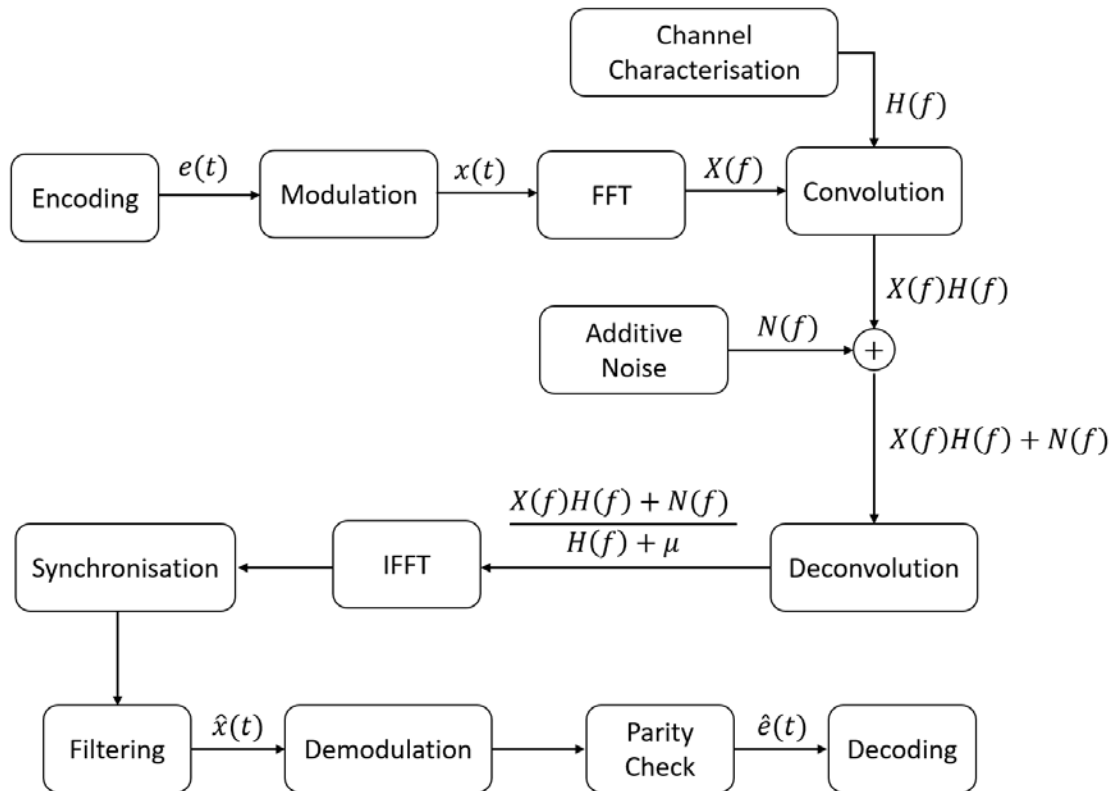 Channel
Characterisation
H(f)
Encoding
e(t)
Modulation
x(t)
FFT
X(f)
Convolution
X(f)H(f)
Additive
Noise
N(f)
+
X(f)H(f) + N(f)
Deconvolution
X(f)H(f) + N(f)
H(f) + μ
IFFT
Synchronisation
Filtering
x̂(t)
Demodulation
Parity
Check
ê(t)
Decoding